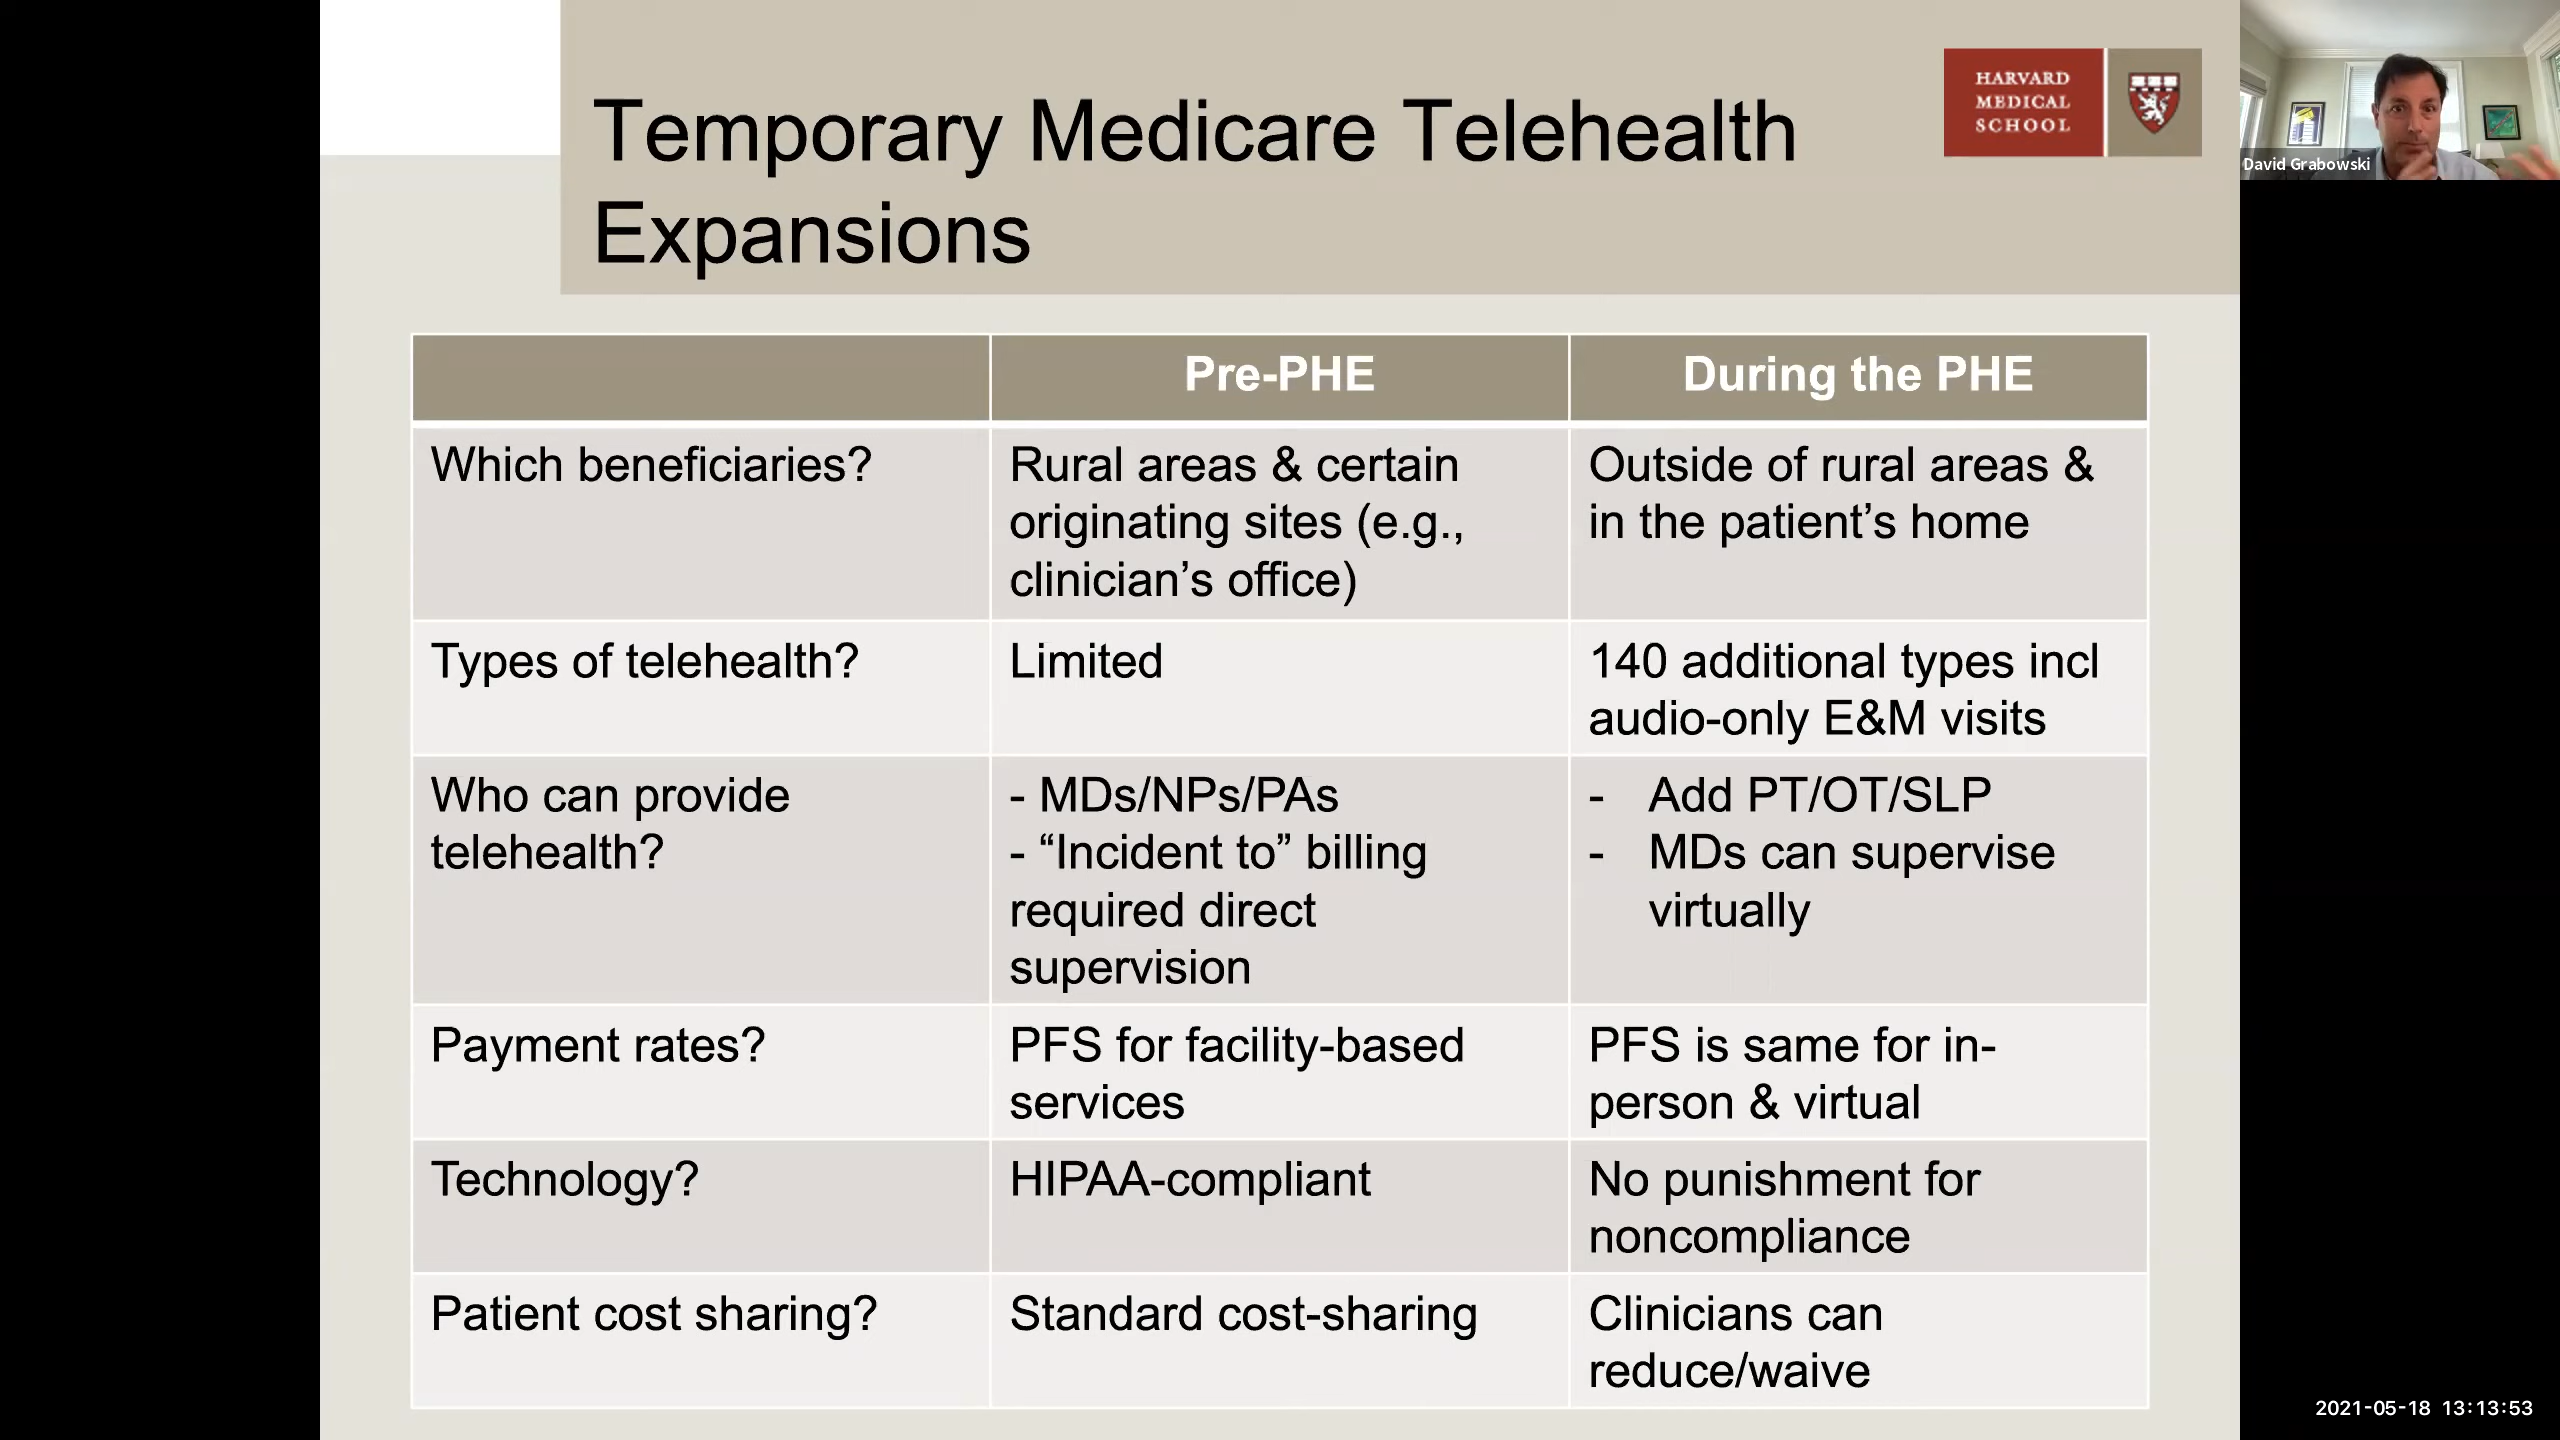 Temporary Medicare Telehealth
Expansions
HARVARD
MEDICAL
SCHOOL
David Grabowski
Pre-PHE
During the PHE
Which beneficiaries?
Rural areas & certain
originating sites (e.g.,
clinician’s office)
Outside of rural areas &
in the patient’s home
Types of telehealth?
Limited
140 additional types incl
audio-only E&M visits
Who can provide
telehealth?
- MDs/NPs/PAs
- “Incident to” billing
required direct
supervision
- Add PT/OT/SLP
- MDs can supervise
virtually
Payment rates?
PFS for facility-based
services
PFS is same for in-
person & virtual
Technology?
HIPAA-compliant
No punishment for
noncompliance
Patient cost sharing?
Standard cost-sharing
Clinicians can
reduce/waive
2021-05-18 13:13:53